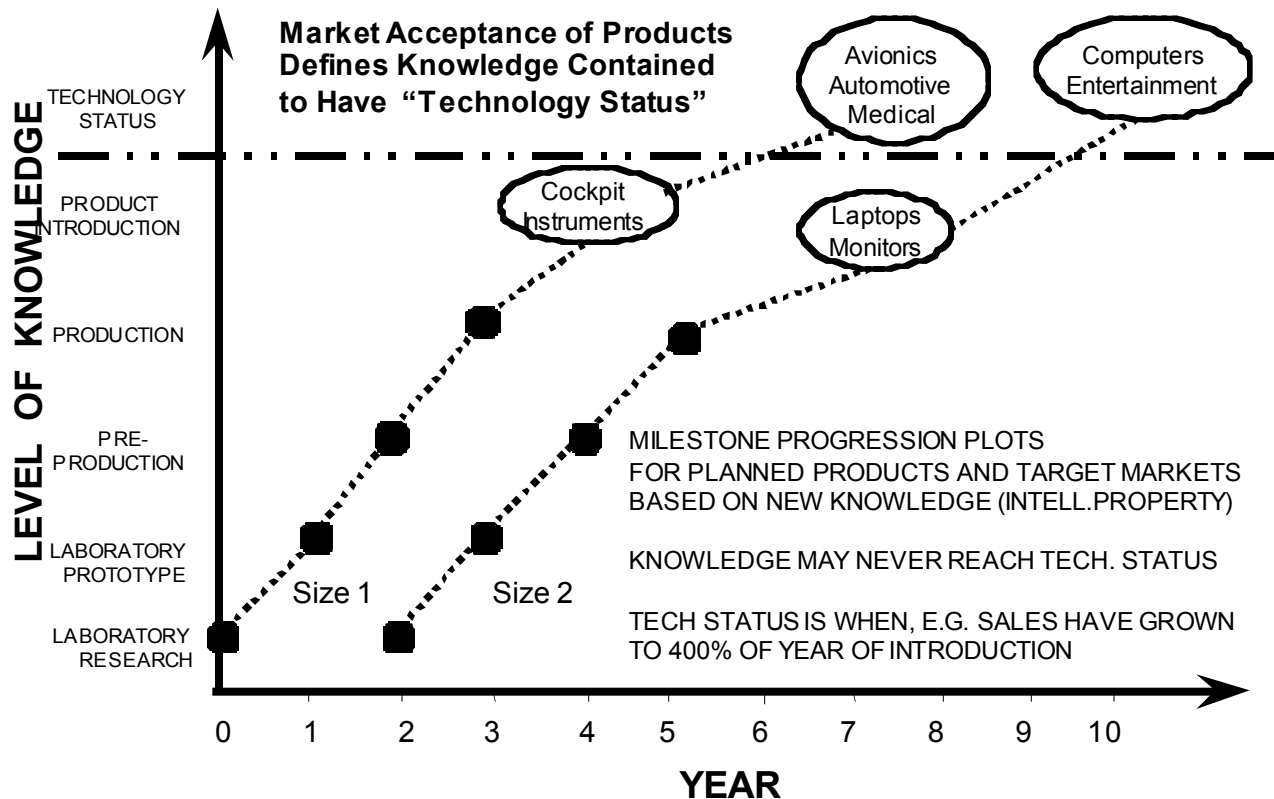 Market Acceptance of Products
Defines Knowledge Contained
to Have “Technology Status”
Avionics
Automotive
Medical
Computers
Entertainment
Cockpit
Instruments
Laptops
Monitors
LEVEL OF KNOWLEDGE
TECHNOLOGY
STATUS
PRODUCT
INTRODUCTION
PRODUCTION
PRE-
PRODUCTION
LABORATORY
PROTOTYPE
LABORATORY
RESEARCH
Size 1
Size 2
MILESTONE PROGRESSION PLOTS
FOR PLANNED PRODUCTS AND TARGET MARKETS
BASED ON NEW KNOWLEDGE (INTELL.PROPERTY)
KNOWLEDGE MAY NEVER REACH TECH. STATUS
TECH STATUS IS WHEN, E.G. SALES HAVE GROWN
TO 400% OF YEAR OF INTRODUCTION
0 1 2 3 4 5 6 7 8 9 10
YEAR